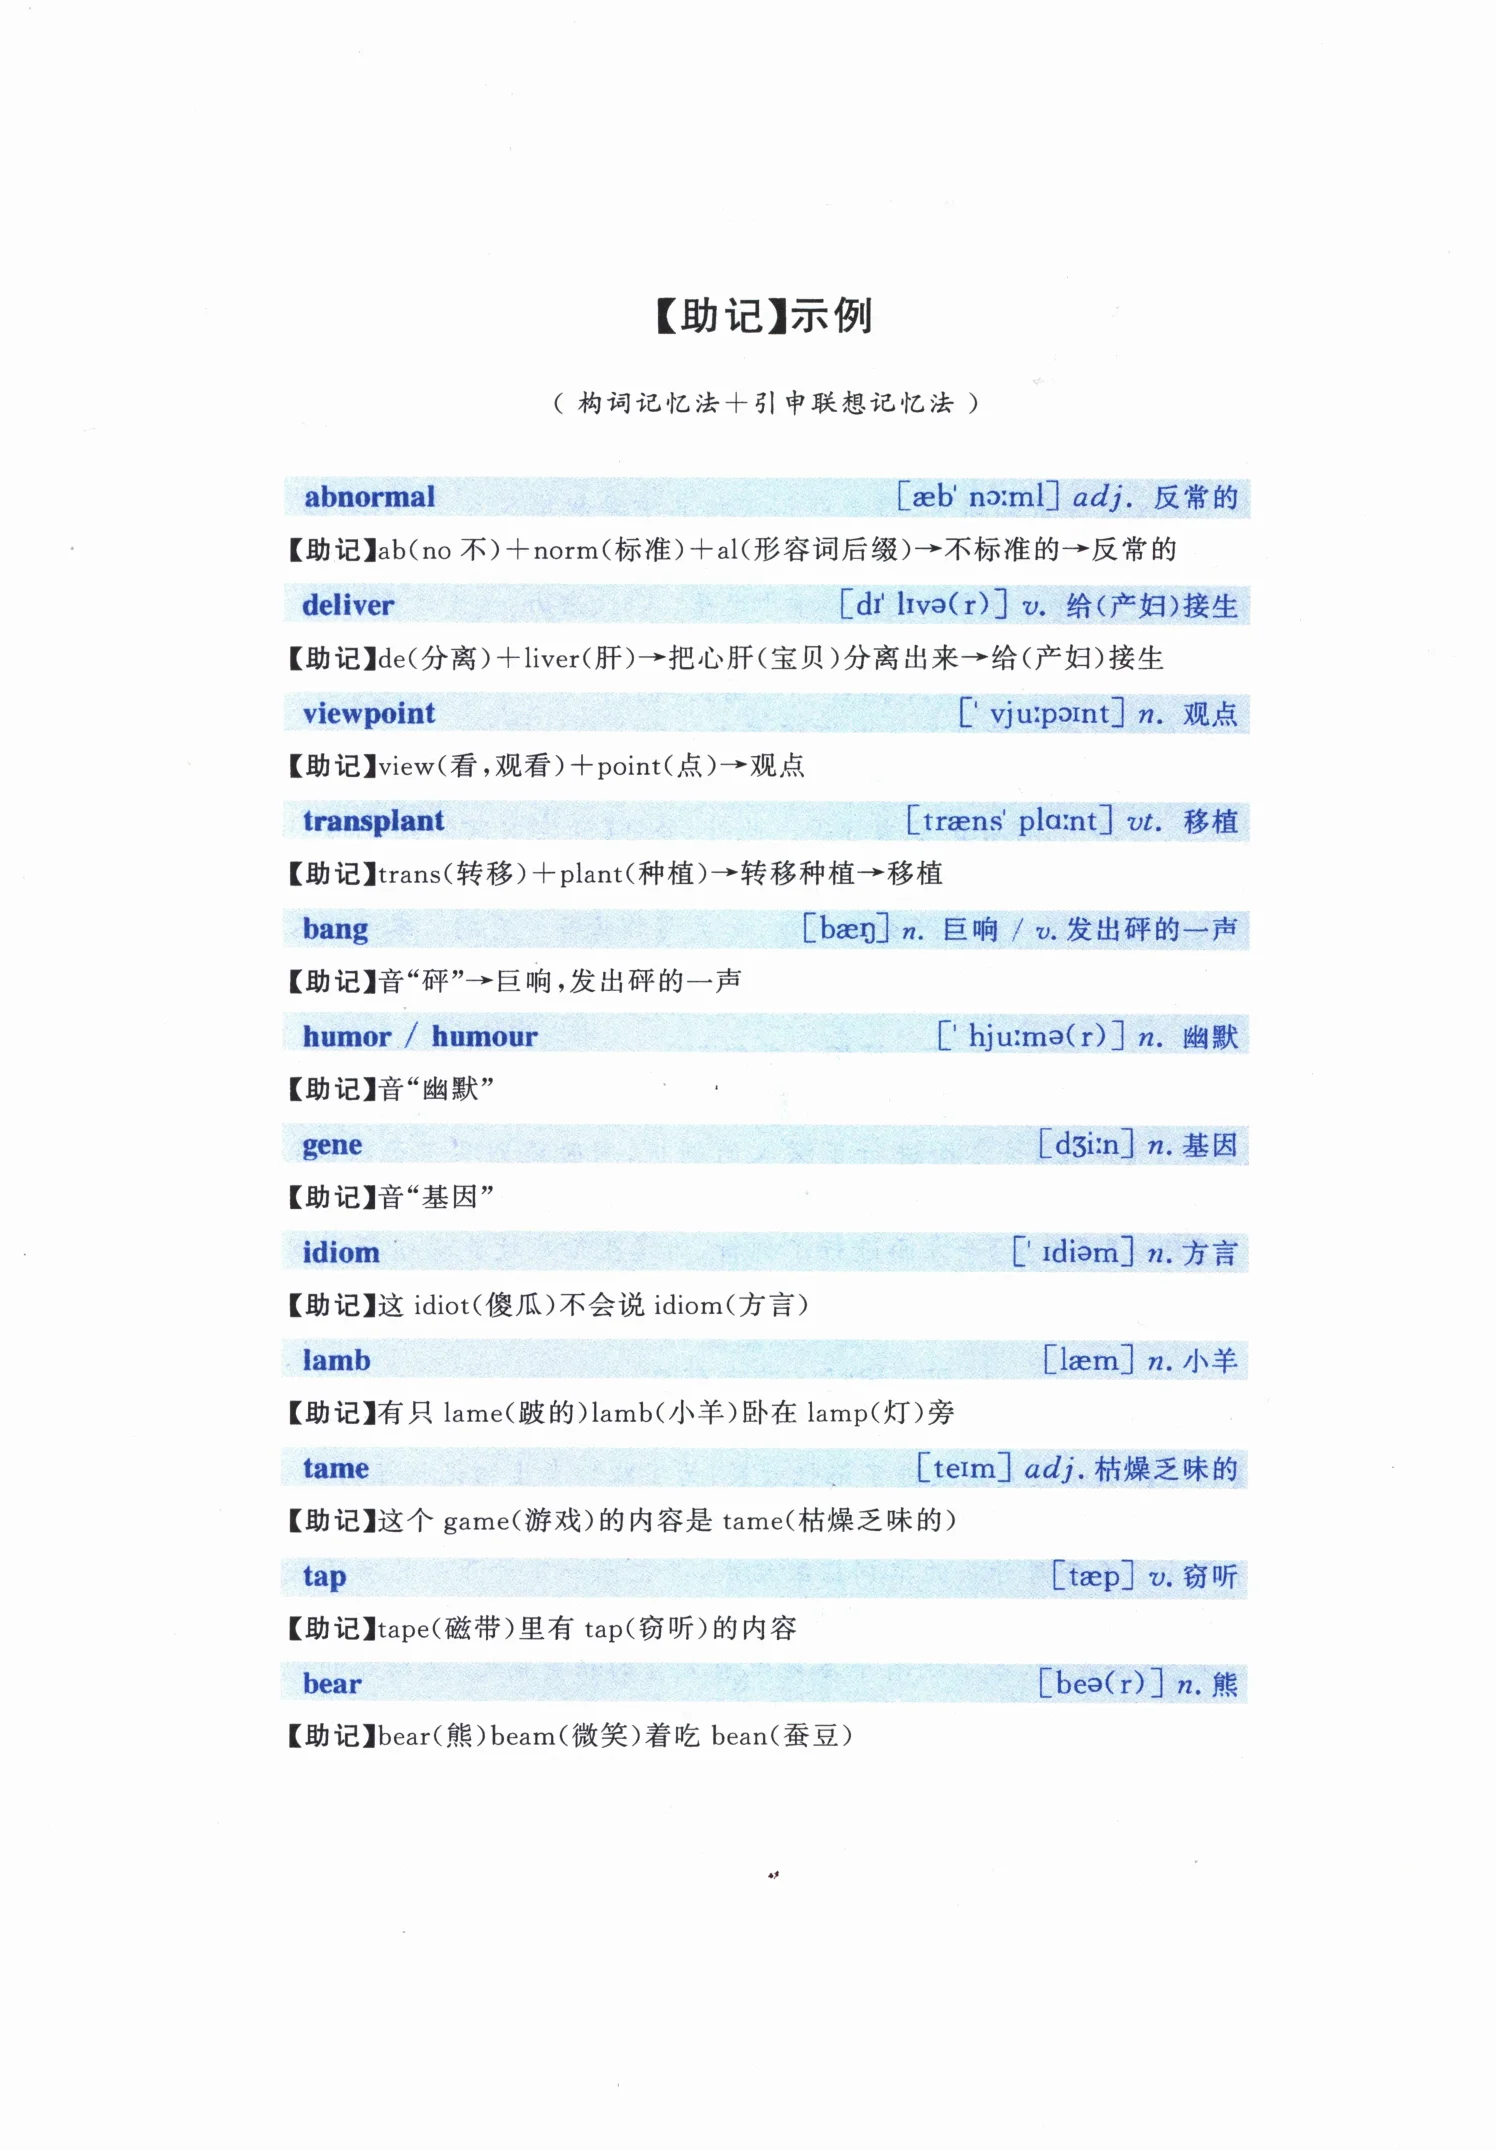 【助记】示例
（构词记忆法＋引申联想记忆法）
abnormal [æb'nɔːml] adj. 反常的
【助记】ab(no 不)＋norm(标准)＋al(形容词后缀)→不标准的→反常的
deliver [dɪ'lɪvə(r)] v. 给(产妇)接生
【助记】de(分离)＋liver(肝)→把心肝(宝贝)分离出来→给(产妇)接生
viewpoint ['vjuːpɔɪnt] n. 观点
【助记】view(看,观看)＋point(点)→观点
transplant [træns'plɑːnt] vt. 移植
【助记】trans(转移)＋plant(种植)→转移种植→移植
bang [bæŋ] n. 巨响 / v. 发出砰的一声
【助记】音“砰”→巨响,发出砰的一声
humor / humour ['hjuːmə(r)] n. 幽默
【助记】音“幽默”
gene [dʒiːn] n. 基因
【助记】音“基因”
idiom ['ɪdiəm] n. 方言
【助记】这 idiot(傻瓜)不会说 idiom(方言)
lamb [læm] n. 小羊
【助记】有只 lame(跛的)lamb(小羊)卧在 lamp(灯)旁
tame [teɪm] adj. 枯燥乏味的
【助记】这个 game(游戏)的内容是 tame(枯燥乏味的)
tap [tæp] v. 窃听
【助记】tape(磁带)里有 tap(窃听)的内容
bear [beə(r)] n. 熊
【助记】bear(熊)beam(微笑)着吃 bean(蚕豆)